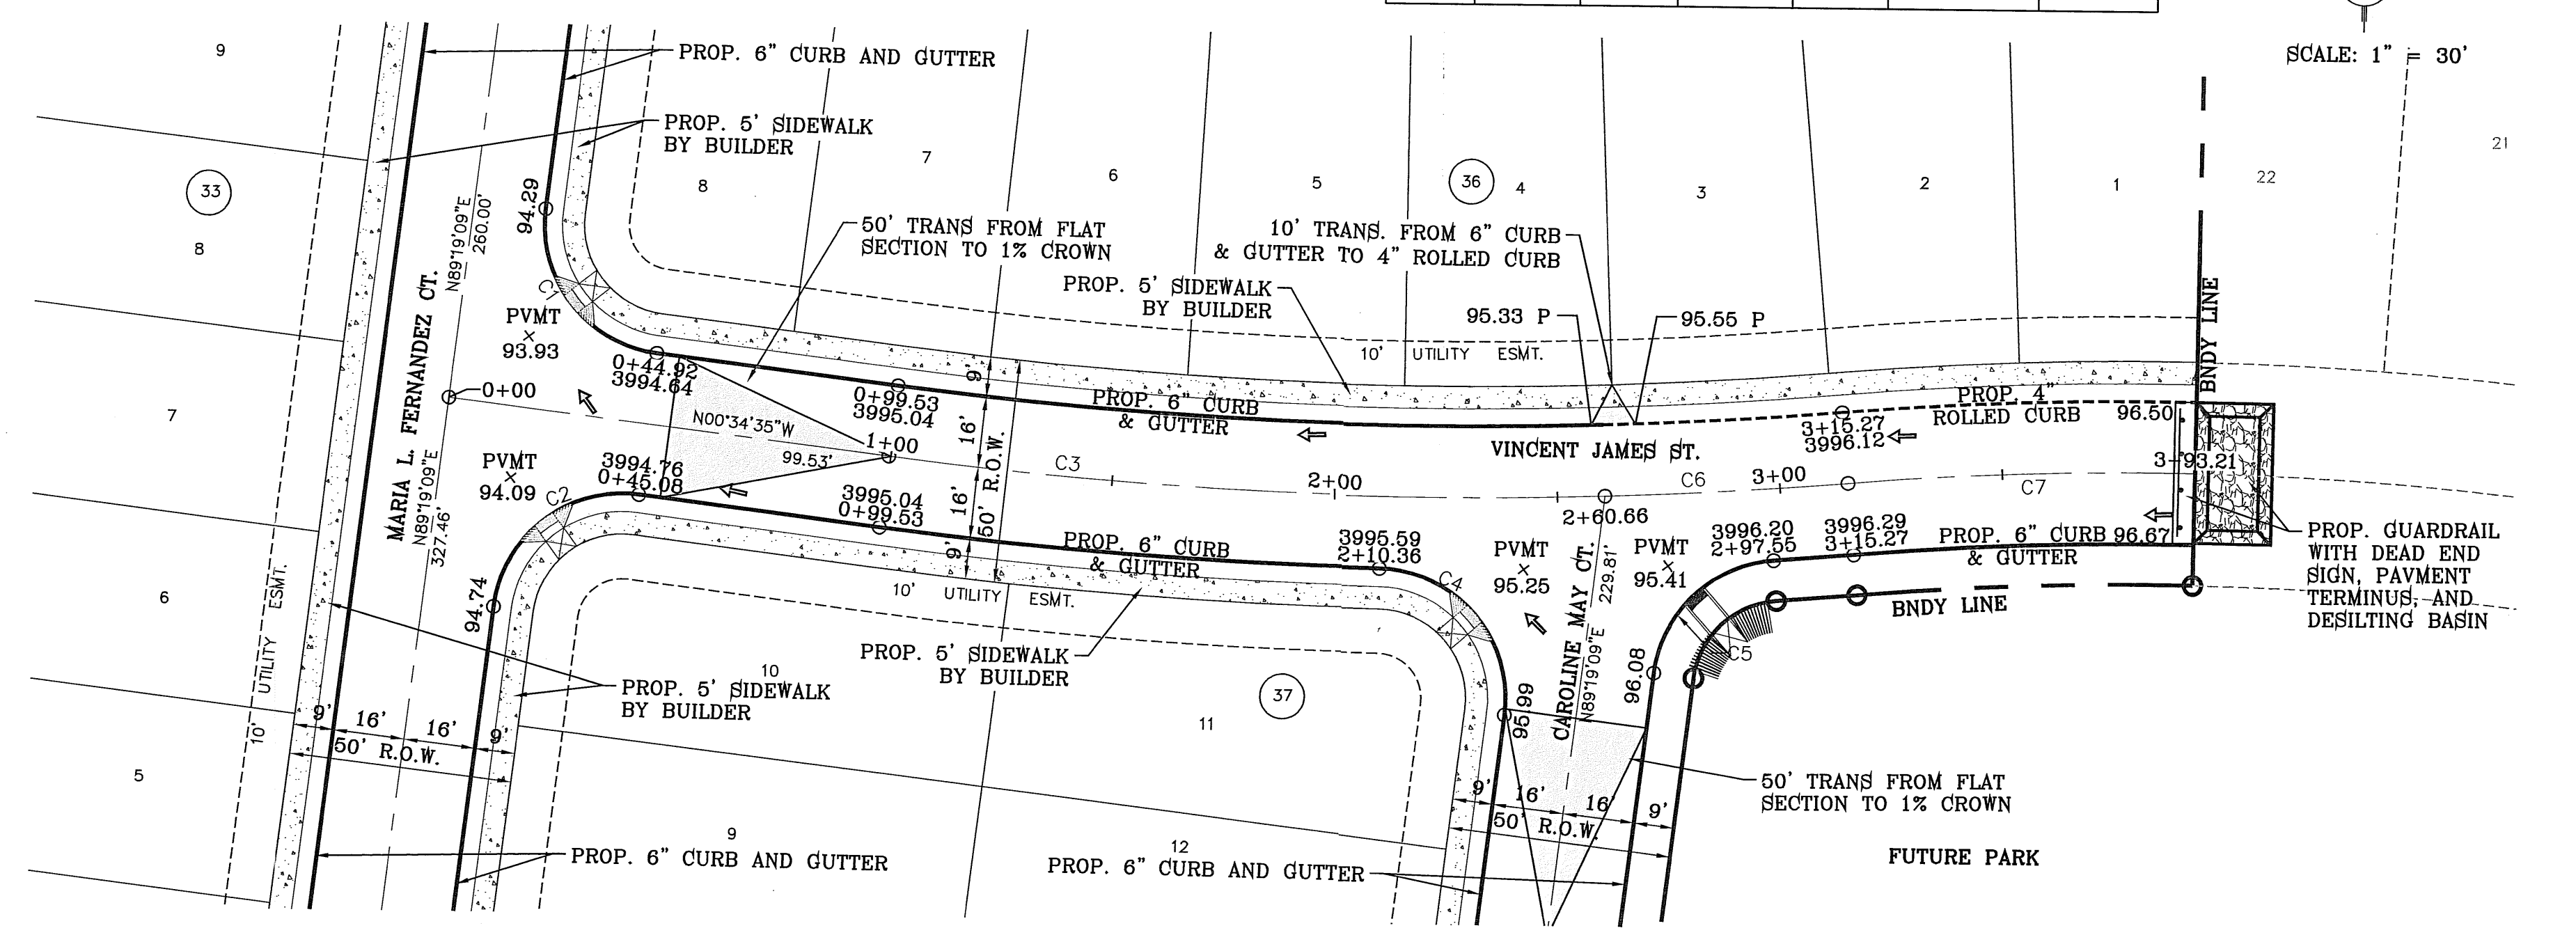 SCALE: 1" = 30'
9
PROP. 6" CURB AND GUTTER
PROP. 5' SIDEWALK
BY BUILDER
33
8
7
6
5
8
7
6
5
36
4
3
2
1
22
21
94.29
N89°19'09"E
260.00'
MARIA L. FERNANDEZ CT.
N89°19'09"E
327.46'
C1
PVMT
93.93
50' TRANS FROM FLAT
SECTION TO 1% CROWN
10' TRANS. FROM 6" CURB
& GUTTER TO 4" ROLLED CURB
PROP. 5' SIDEWALK
BY BUILDER
95.33 P
95.55 P
10' UTILITY ESMT.
BNDY LINE
0+00
0+44.92
3994.64
0+99.53
3995.04
9'
16'
16'
9'
50' R.O.W.
N00°34'35"W
99.53'
1+00
PROP. 6" CURB
& GUTTER
VINCENT JAMES ST.
PROP. 4"
ROLLED CURB
96.50
3+15.27
3996.12
3+93.21
PVMT
94.09
C2
3994.76
0+45.08
3995.04
0+99.53
C3
2+00
C6
3+00
C7
2+60.66
3995.59
2+10.36
PROP. 6" CURB
& GUTTER
3996.20
2+97.55
3996.29
3+15.27
PROP. 6" CURB
& GUTTER
96.67
PVMT
95.25
PVMT
95.41
C4
C5
PROP. GUARDRAIL
WITH DEAD END
SIGN, PAVMENT
TERMINUS, AND
DESILTING BASIN
BNDY LINE
94.74
10' UTILITY ESMT.
10' UTILITY ESMT.
PROP. 5' SIDEWALK
BY BUILDER
PROP. 5' SIDEWALK
BY BUILDER
10
37
11
95.99
CAROLINE MAY CT.
N89°19'09"E 229.81'
96.08
9'
16'
16'
9'
50' R.O.W.
9'
16'
16'
9'
50' R.O.W.
50' TRANS FROM FLAT
SECTION TO 1% CROWN
9
12
PROP. 6" CURB AND GUTTER
PROP. 6" CURB AND GUTTER
FUTURE PARK